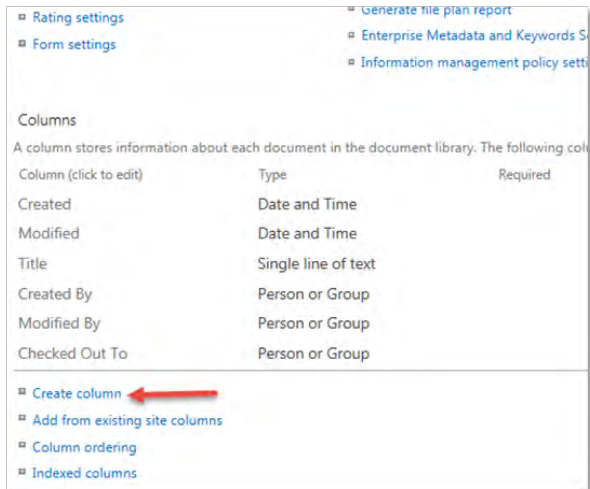 Rating settings
Form settings
Generate file plan report
Enterprise Metadata and Keywords S
Information management policy setti
Columns
A column stores information about each document in the document library. The following colu
Column (click to edit) Type Required
Created Date and Time
Modified Date and Time
Title Single line of text
Created By Person or Group
Modified By Person or Group
Checked Out To Person or Group
Create column
Add from existing site columns
Column ordering
Indexed columns